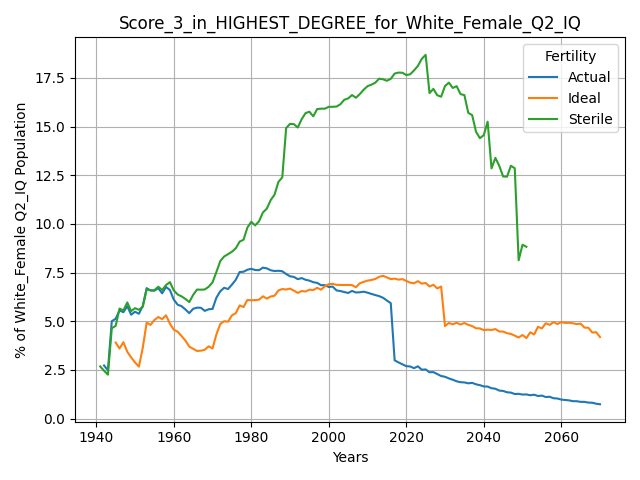 Score_3_in_HIGHEST_DEGREE_for_White_Female_Q2_IQ
% of White_Female Q2_IQ Population
17.5
15.0
12.5
10.0
7.5
5.0
2.5
0.0
Fertility
Actual
Ideal
Sterile
1940 1960 1980 2000 2020 2040 2060
Years